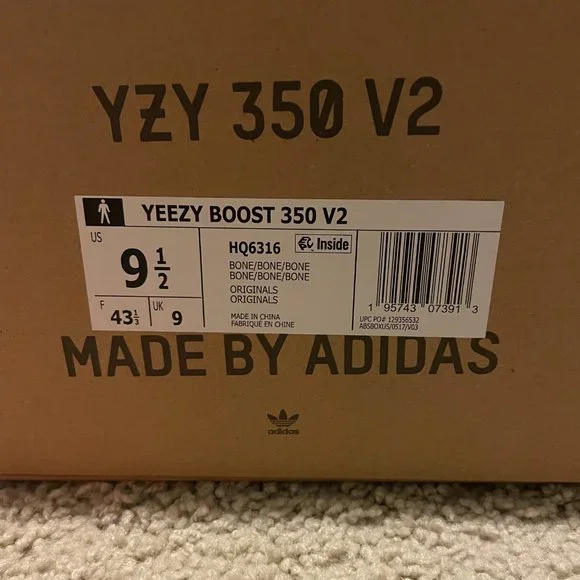 YZY 350 V2
YEEZY BOOST 350 V2
US
9 1/2
F
43 1/3
UK
9
HQ6316
Inside
BONE/BONE/BONE
BONE/BONE/BONE
ORIGINALS
ORIGINALS
MADE IN CHINA
FABRIQUÉ EN CHINE
1 95743 07391 3
UPC PO# 129356532
ABSBOXUS/0517/V03
MADE BY ADIDAS
adidas